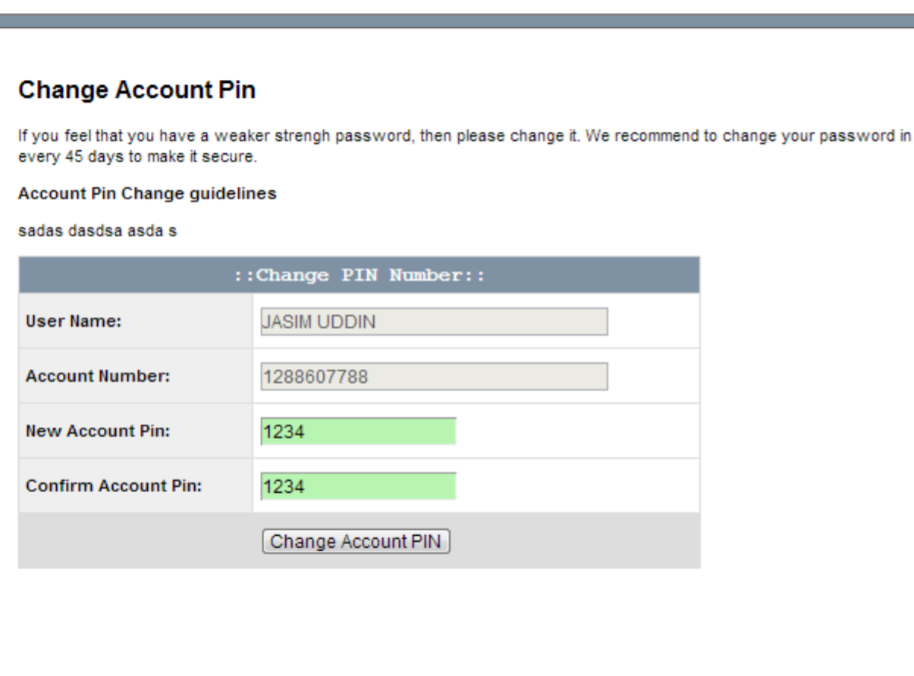 Change Account Pin
If you feel that you have a weaker strengh password, then please change it. We recommend to change your password in
every 45 days to make it secure.
Account Pin Change guidelines
sadas dasdsa asda s
::Change PIN Number::
User Name: JASIM UDDIN
Account Number: 1288607788
New Account Pin: 1234
Confirm Account Pin: 1234
Change Account PIN